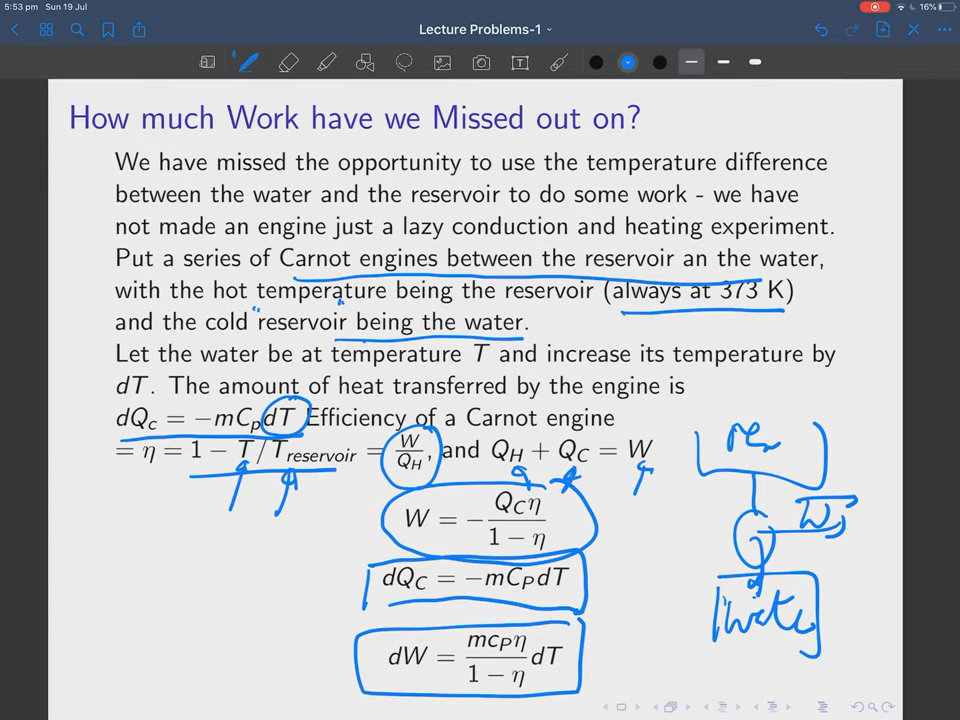 5:53 pm Sun 19 Jul
16%
Lecture Problems-1
How much Work have we Missed out on?
We have missed the opportunity to use the temperature difference
between the water and the reservoir to do some work - we have
not made an engine just a lazy conduction and heating experiment.
Put a series of Carnot engines between the reservoir an the water,
with the hot temperature being the reservoir (always at 373 K)
and the cold "reservoir" being the water.
Let the water be at temperature T and increase its temperature by
dT. The amount of heat transferred by the engine is
dQ_c = −mC_p dT Efficiency of a Carnot engine
= η = 1 − T/T_reservoir = W/Q_H, and Q_H + Q_C = W
W = − Q_C η / (1 − η)
dQ_C = −mC_P dT
dW = mc_P η / (1 − η) dT
Res
W
Water